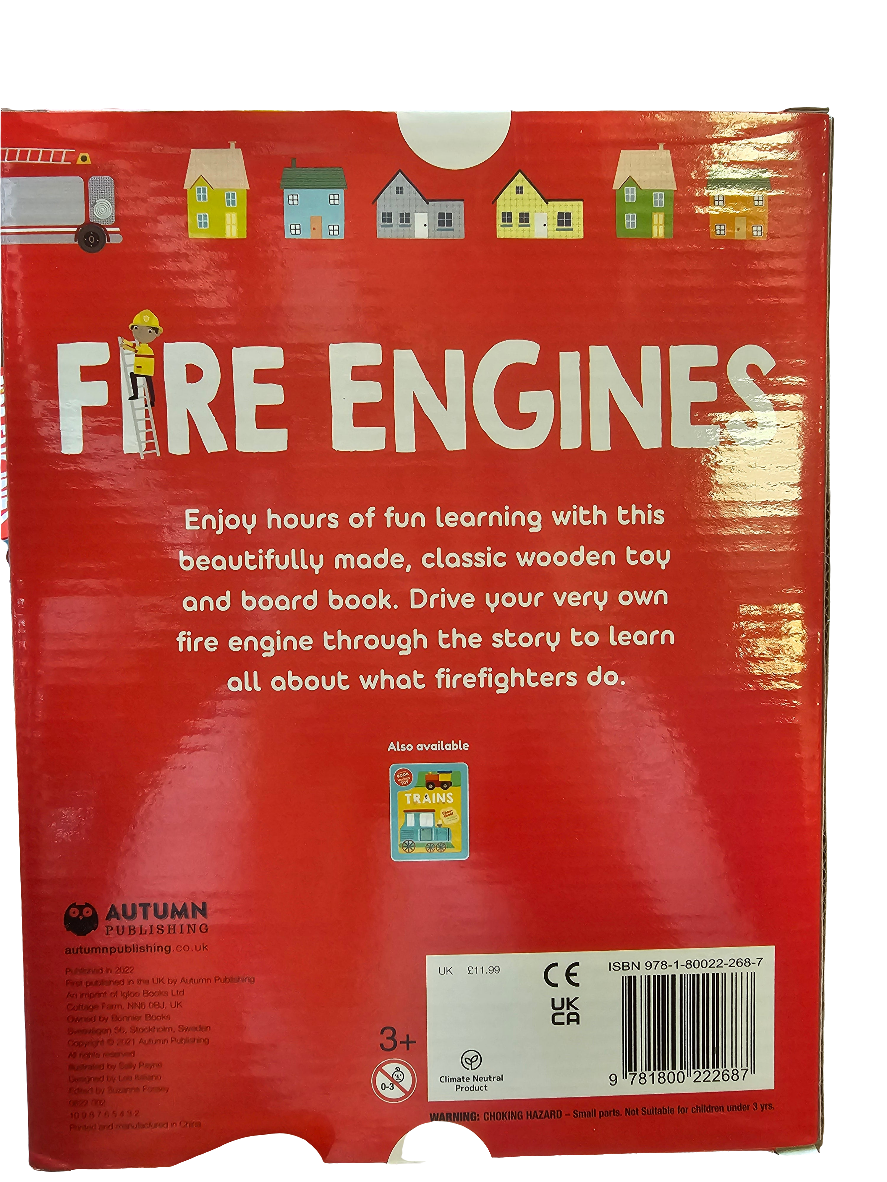 FIRE ENGINES
Enjoy hours of fun learning with this
beautifully made, classic wooden toy
and board book. Drive your very own
fire engine through the story to learn
all about what firefighters do.
Also available
BOOK
TOY
TRAINS
AUTUMN
PUBLISHING
autumnpublishing.co.uk
Published in 2022
First published in the UK by Autumn Publishing
An imprint of Igloo Books Ltd
Cottage Farm, NN6 0BJ, UK
Owned by Bonnier Books
Sveavägen 56, Stockholm, Sweden
Copyright © 2021 Autumn Publishing
All rights reserved
Illustrated by Sally Payne
Designed by Lee Italiano
Edited by Suzanne Fossey
10 9 8 7 6 5 4 3 2
Printed and manufactured in China
3+
0-3
UK £11.99
CE
UK
CA
Climate Neutral
Product
ISBN 978-1-80022-268-7
9 781800 222687
WARNING: CHOKING HAZARD – Small parts. Not Suitable for children under 3 yrs.